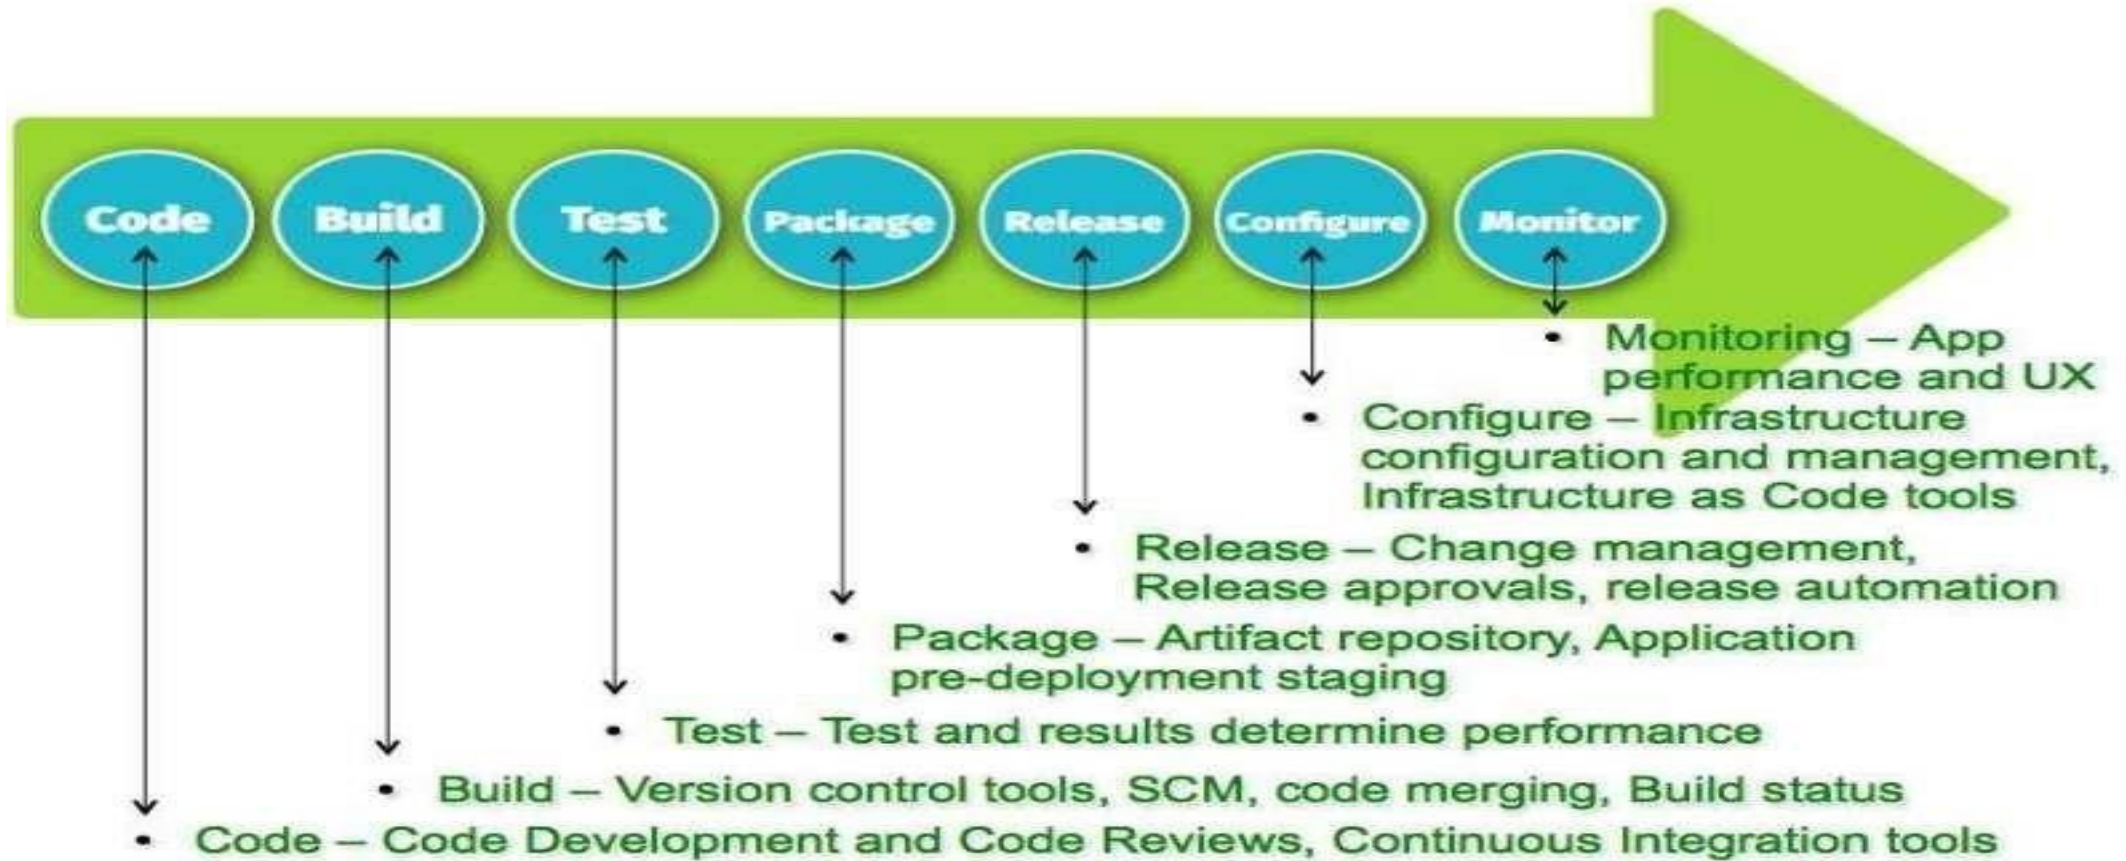 Code Build Test Package Release Configure Monitor
• Monitoring – App
performance and UX
• Configure – Infrastructure
configuration and management,
Infrastructure as Code tools
• Release – Change management,
Release approvals, release automation
• Package – Artifact repository, Application
pre-deployment staging
• Test – Test and results determine performance
• Build – Version control tools, SCM, code merging, Build status
• Code – Code Development and Code Reviews, Continuous Integration tools